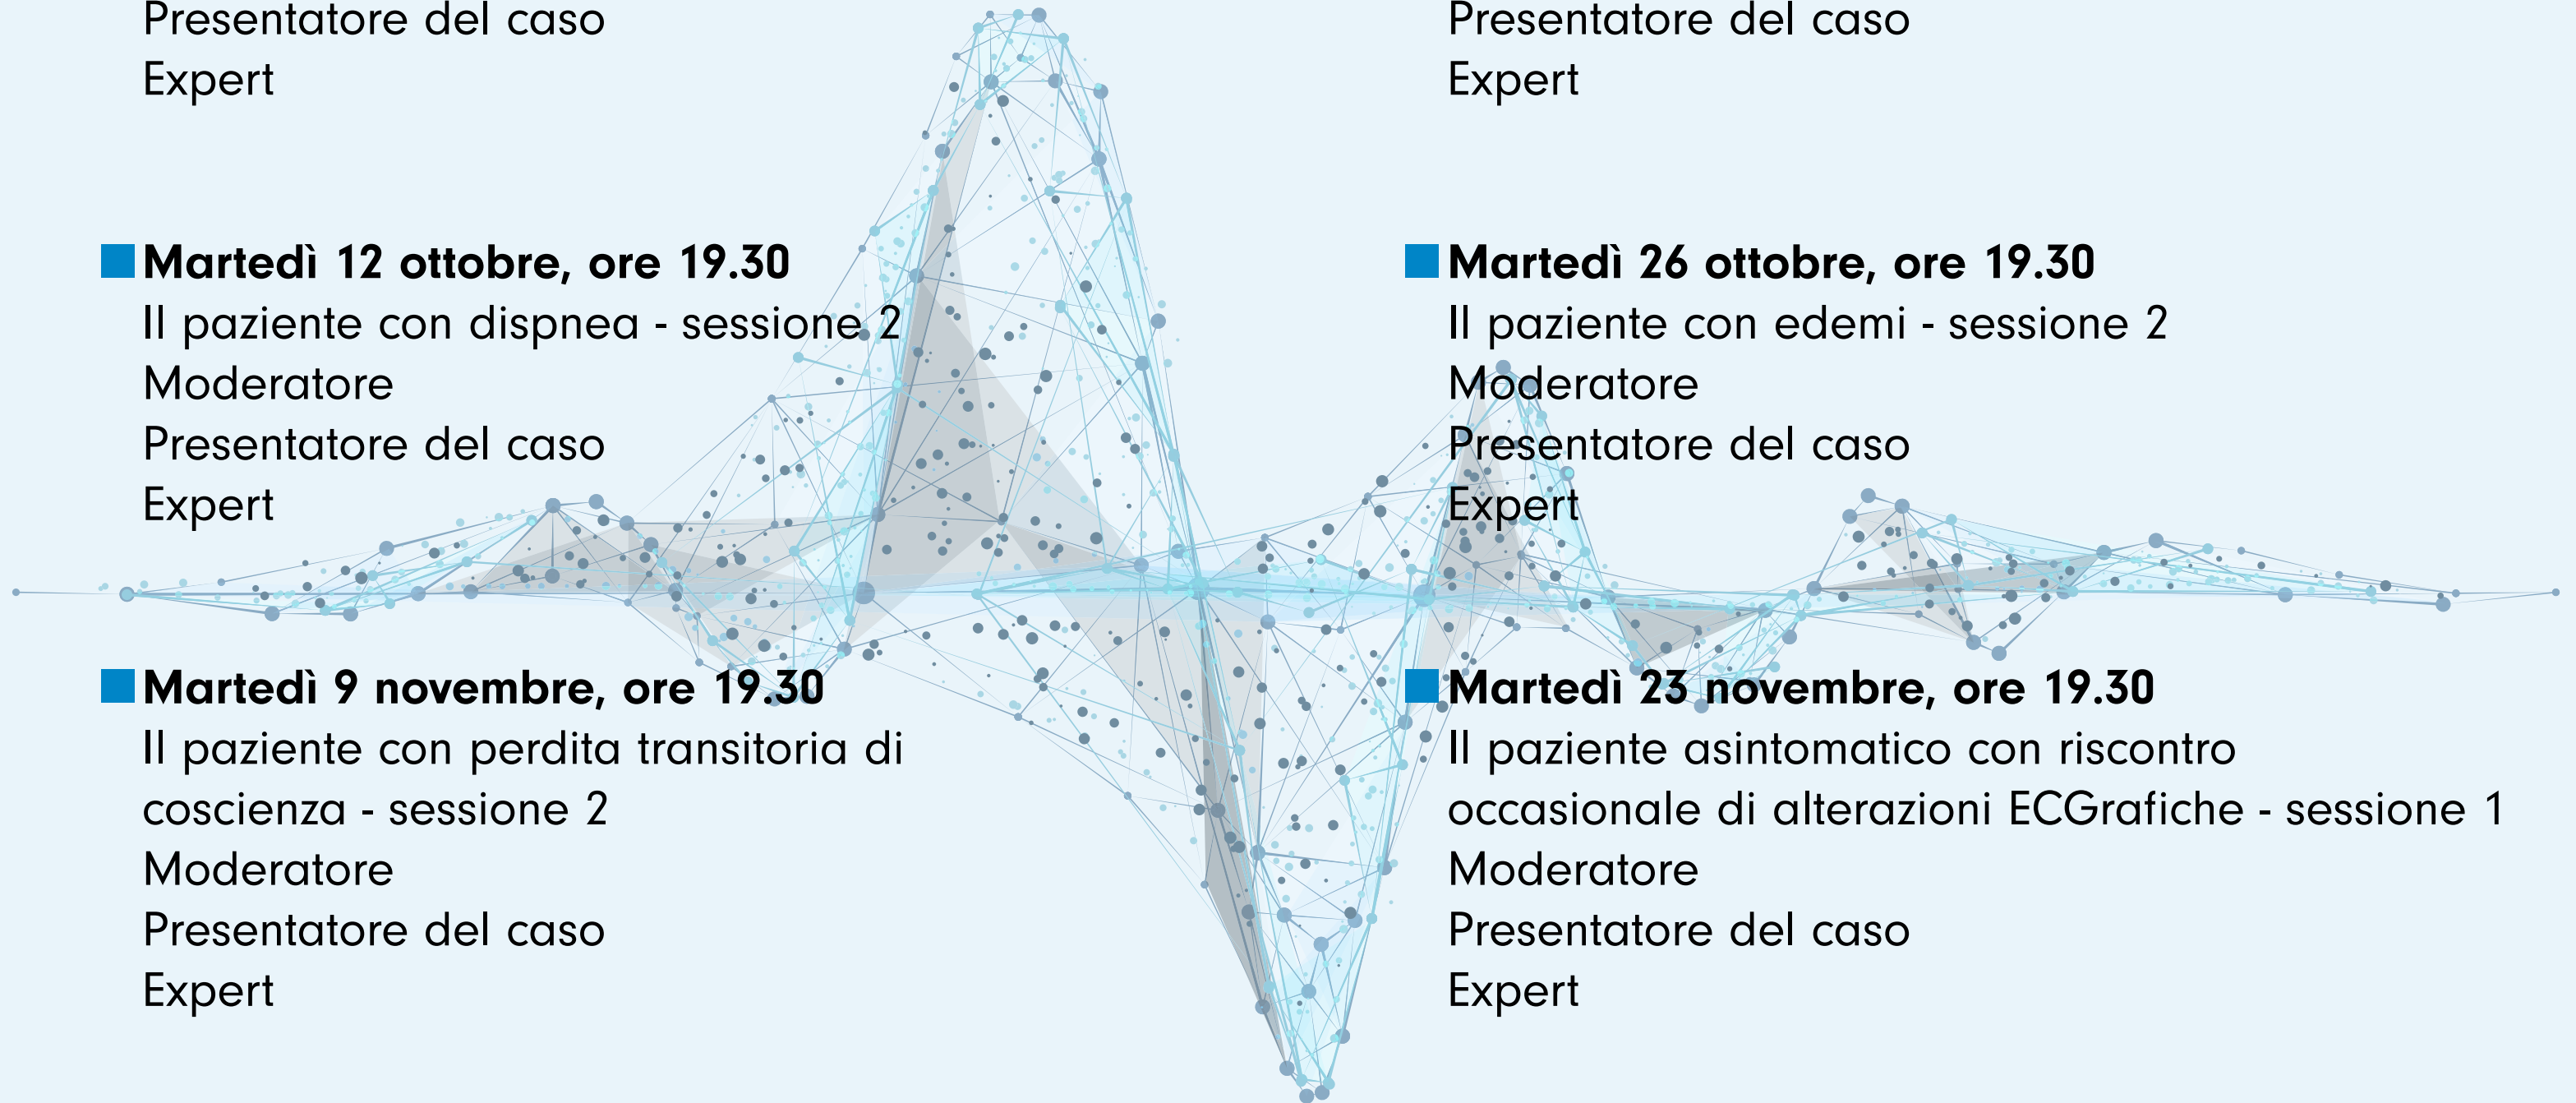 Presentatore del caso
Expert
Presentatore del caso
Expert
Martedì 12 ottobre, ore 19.30
Il paziente con dispnea - sessione 2
Moderatore
Presentatore del caso
Expert
Martedì 26 ottobre, ore 19.30
Il paziente con edemi - sessione 2
Moderatore
Presentatore del caso
Expert
Martedì 9 novembre, ore 19.30
Il paziente con perdita transitoria di
coscienza - sessione 2
Moderatore
Presentatore del caso
Expert
Martedì 23 novembre, ore 19.30
Il paziente asintomatico con riscontro
occasionale di alterazioni ECGrafiche - sessione 1
Moderatore
Presentatore del caso
Expert